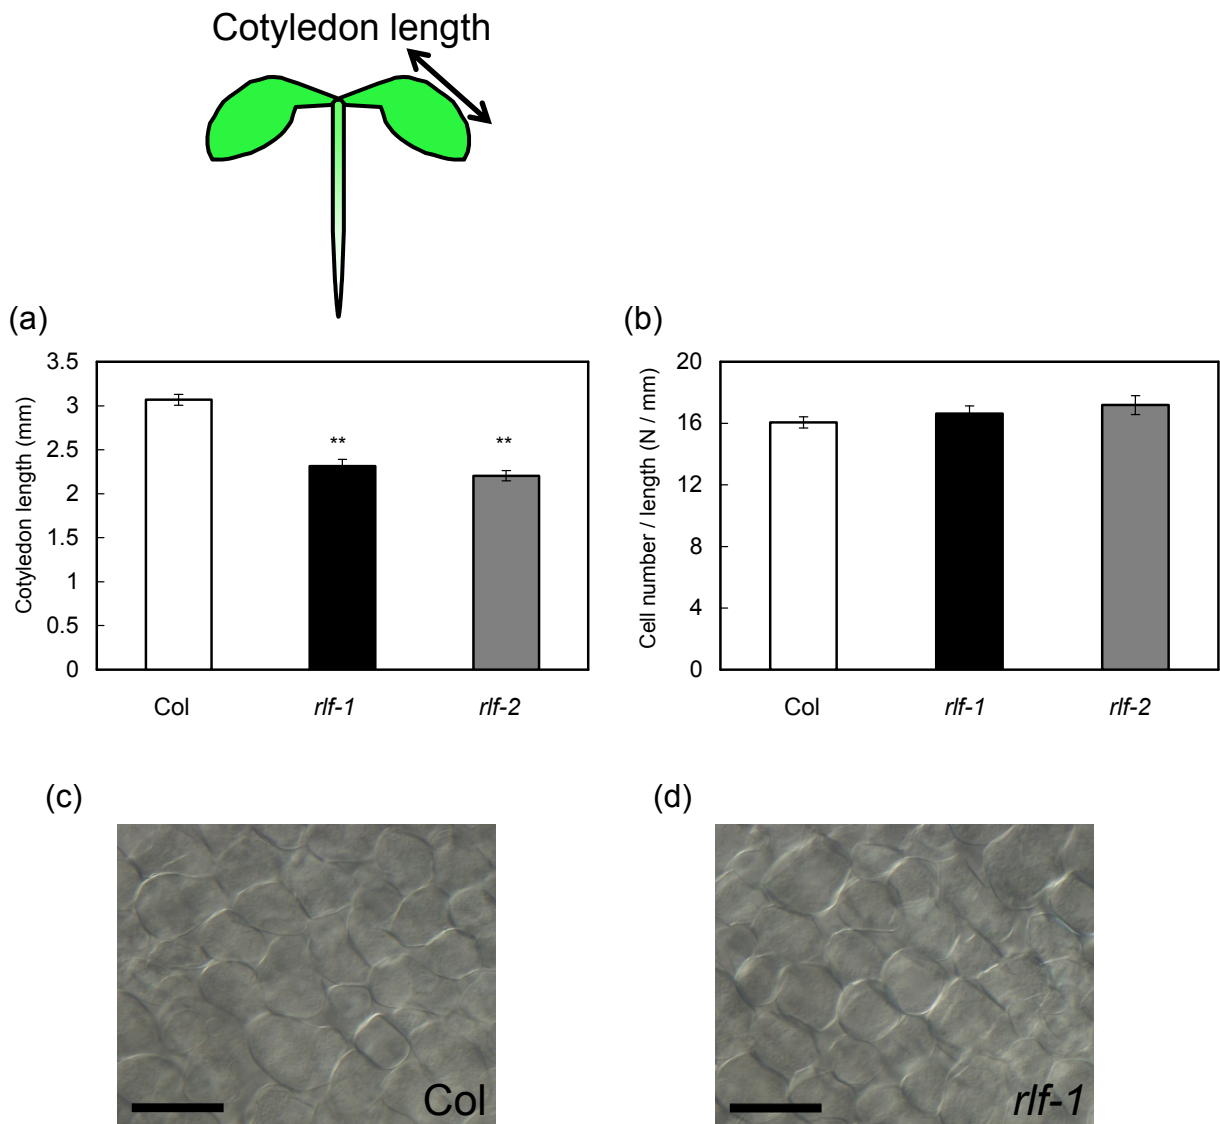 Cotyledon length
(a)
Cotyledon length (mm)
3.5
3
2.5
2
1.5
1
0.5
0
**
**
Col
rlf-1
rlf-2
(b)
Cell number / length (N / mm)
20
16
12
8
4
0
Col
rlf-1
rlf-2
(c)
Col
(d)
rlf-1